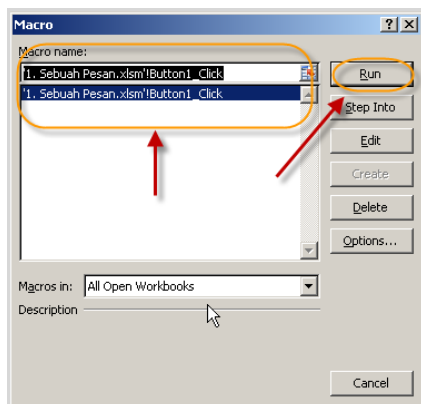 Macro
Macro name:
'1. Sebuah Pesan.xlsm'!Button1_Click
'1. Sebuah Pesan.xlsm'!Button1_Click
Run
Step Into
Edit
Create
Delete
Options...
Macros in: All Open Workbooks
Description
Cancel